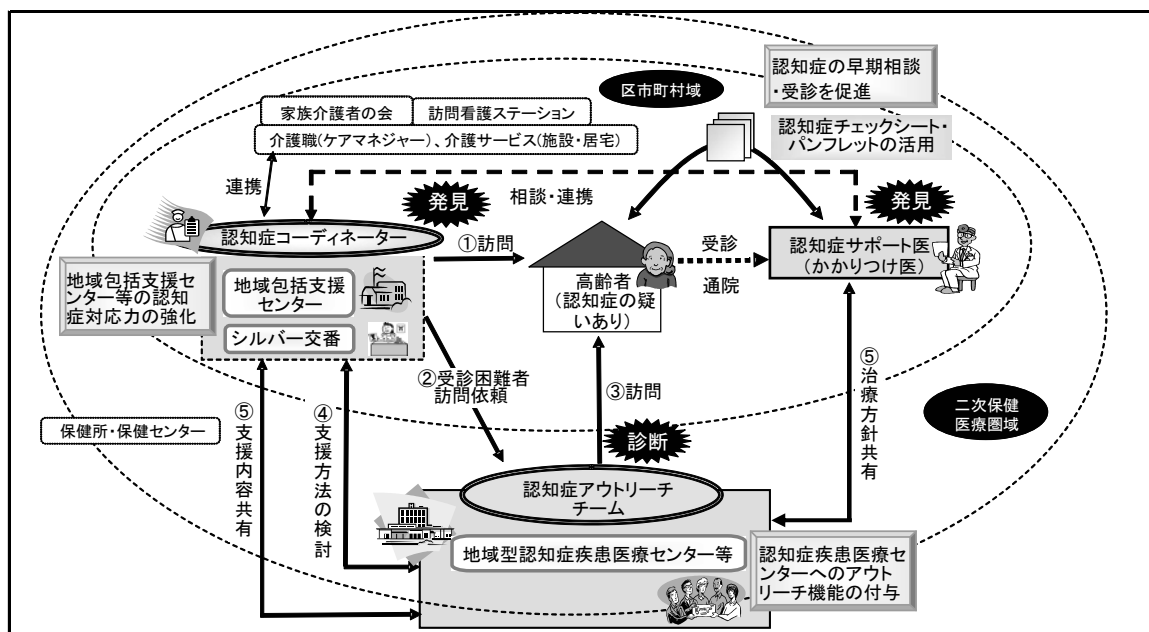 認知症の早期相談
・受診を促進
区市町村域
家族介護者の会
訪問看護ステーション
介護職(ケアマネジャー)、介護サービス(施設・居宅)
認知症チェックシート・
パンフレットの活用
連携
発見
相談・連携
発見
認知症コーディネーター
①訪問
受診
通院
認知症サポート医
(かかりつけ医)
高齢者
(認知症の疑
いあり)
地域包括支援セ
ンター等の認知
症対応力の強化
地域包括支援
センター
シルバー交番
②受診困難者
訪問依頼
③訪問
⑤治療方針共有
二次保健
医療圏域
保健所・保健センター
⑤支援内容共有
④支援方法の検討
診断
認知症アウトリーチ
チーム
地域型認知症疾患医療センター等
認知症疾患医療セ
ンターへのアウト
リーチ機能の付与